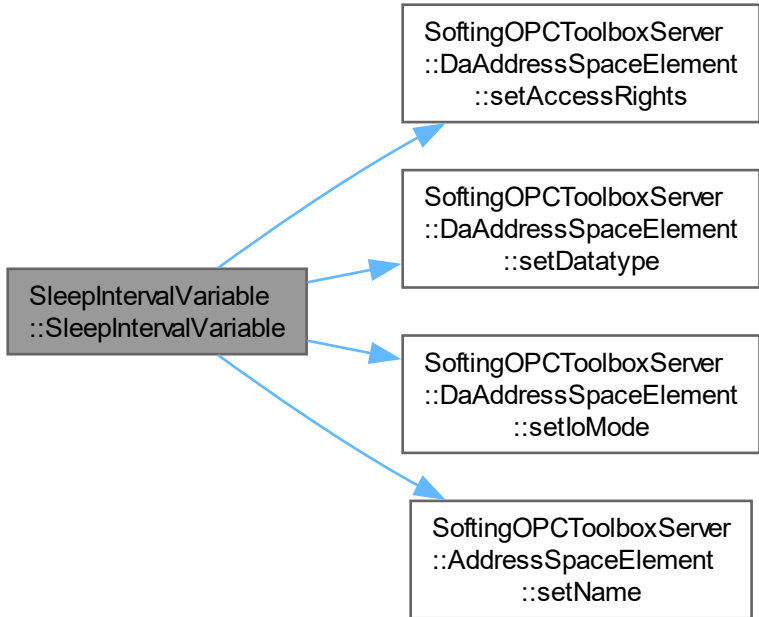 SoftingOPCToolboxServer
::DaAddressSpaceElement
::setAccessRights
SoftingOPCToolboxServer
::DaAddressSpaceElement
::setDatatype
SleepIntervalVariable
::SleepIntervalVariable
SoftingOPCToolboxServer
::DaAddressSpaceElement
::setIoMode
SoftingOPCToolboxServer
::AddressSpaceElement
::setName